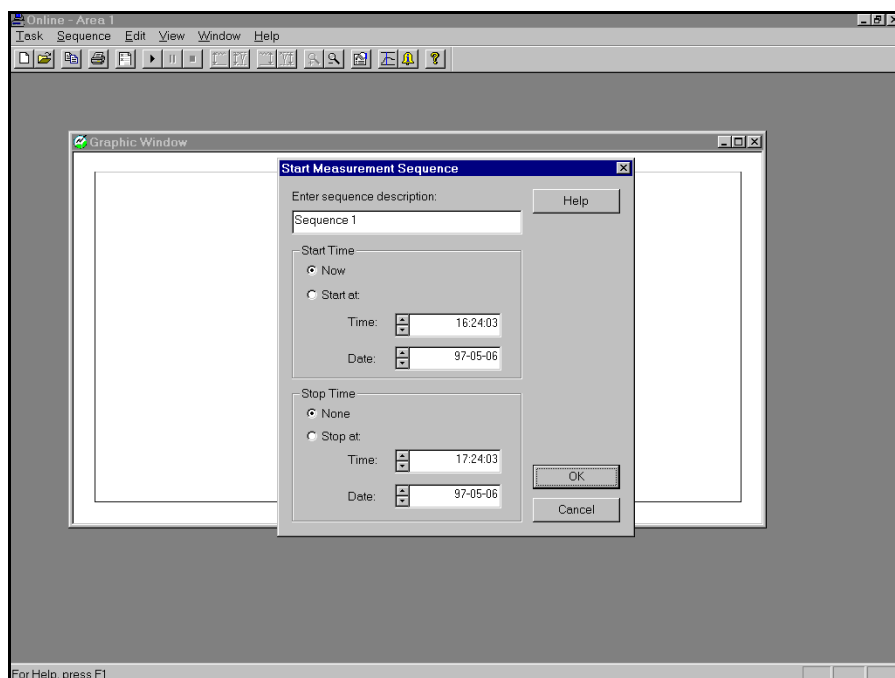 Online - Area 1
Task Sequence Edit View Window Help
Graphic Window
Start Measurement Sequence
Enter sequence description:
Help
Sequence 1
Start Time
Now
Start at:
Time: 16:24:03
Date: 97-05-06
Stop Time
None
Stop at:
Time: 17:24:03
Date: 97-05-06
OK
Cancel
For Help, press F1